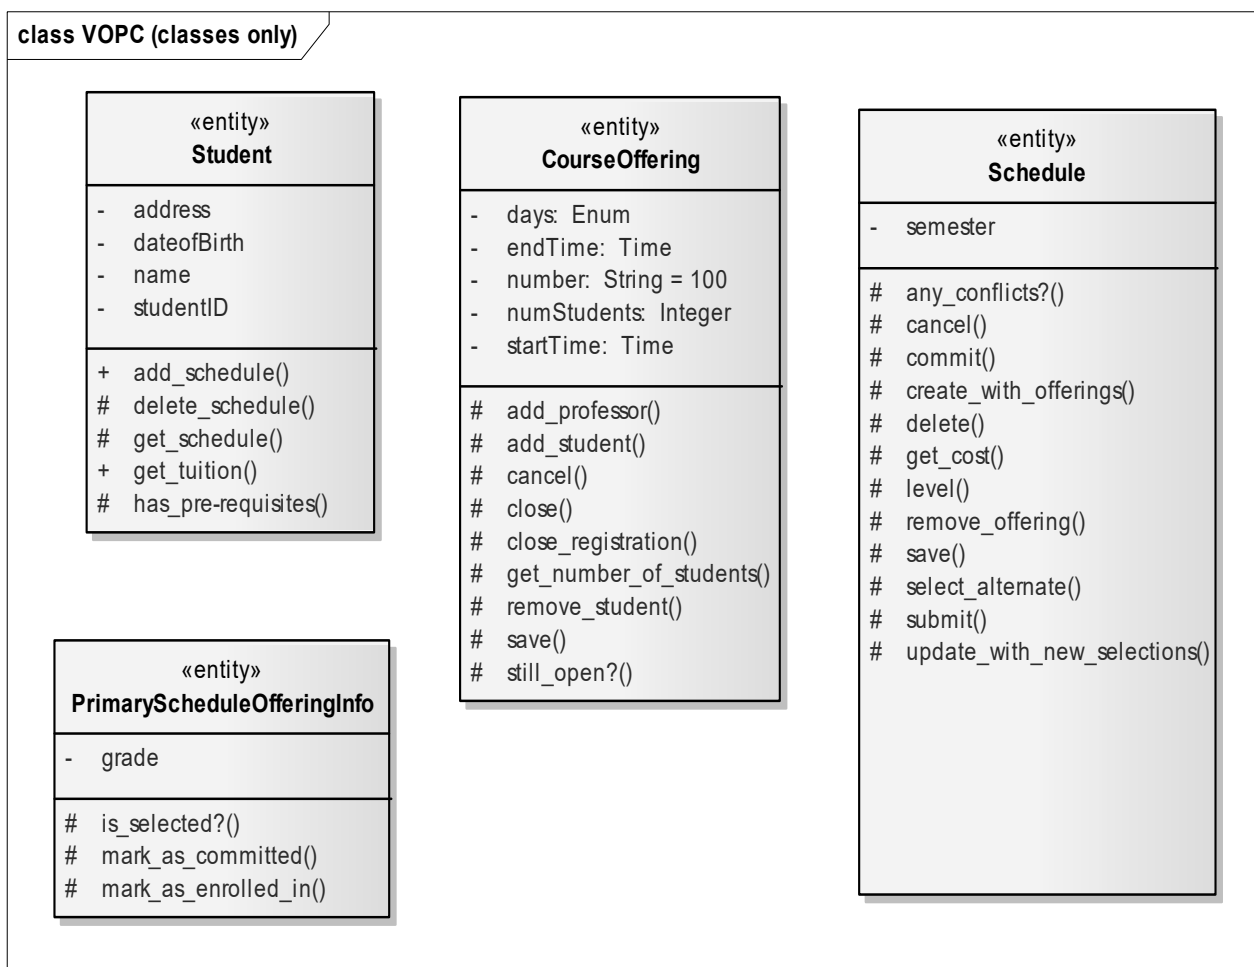 class VOPC (classes only)
«entity»
Student
- address
- dateofBirth
- name
- studentID
+ add_schedule()
# delete_schedule()
# get_schedule()
+ get_tuition()
# has_pre-requisites()
«entity»
CourseOffering
- days: Enum
- endTime: Time
- number: String = 100
- numStudents: Integer
- startTime: Time
# add_professor()
# add_student()
# cancel()
# close()
# close_registration()
# get_number_of_students()
# remove_student()
# save()
# still_open?()
«entity»
Schedule
- semester
# any_conflicts?()
# cancel()
# commit()
# create_with_offerings()
# delete()
# get_cost()
# level()
# remove_offering()
# save()
# select_alternate()
# submit()
# update_with_new_selections()
«entity»
PrimaryScheduleOfferingInfo
- grade
# is_selected?()
# mark_as_committed()
# mark_as_enrolled_in()